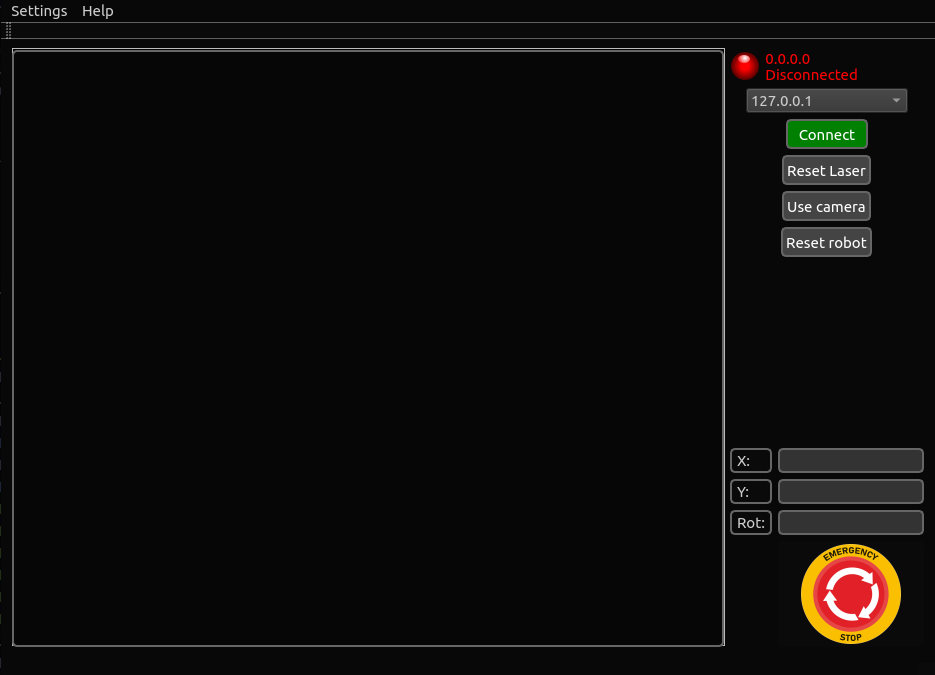 Settings Help
0.0.0.0
Disconnected
127.0.0.1
Connect
Reset Laser
Use camera
Reset robot
X:
Y:
Rot:
EMERGENCY
STOP